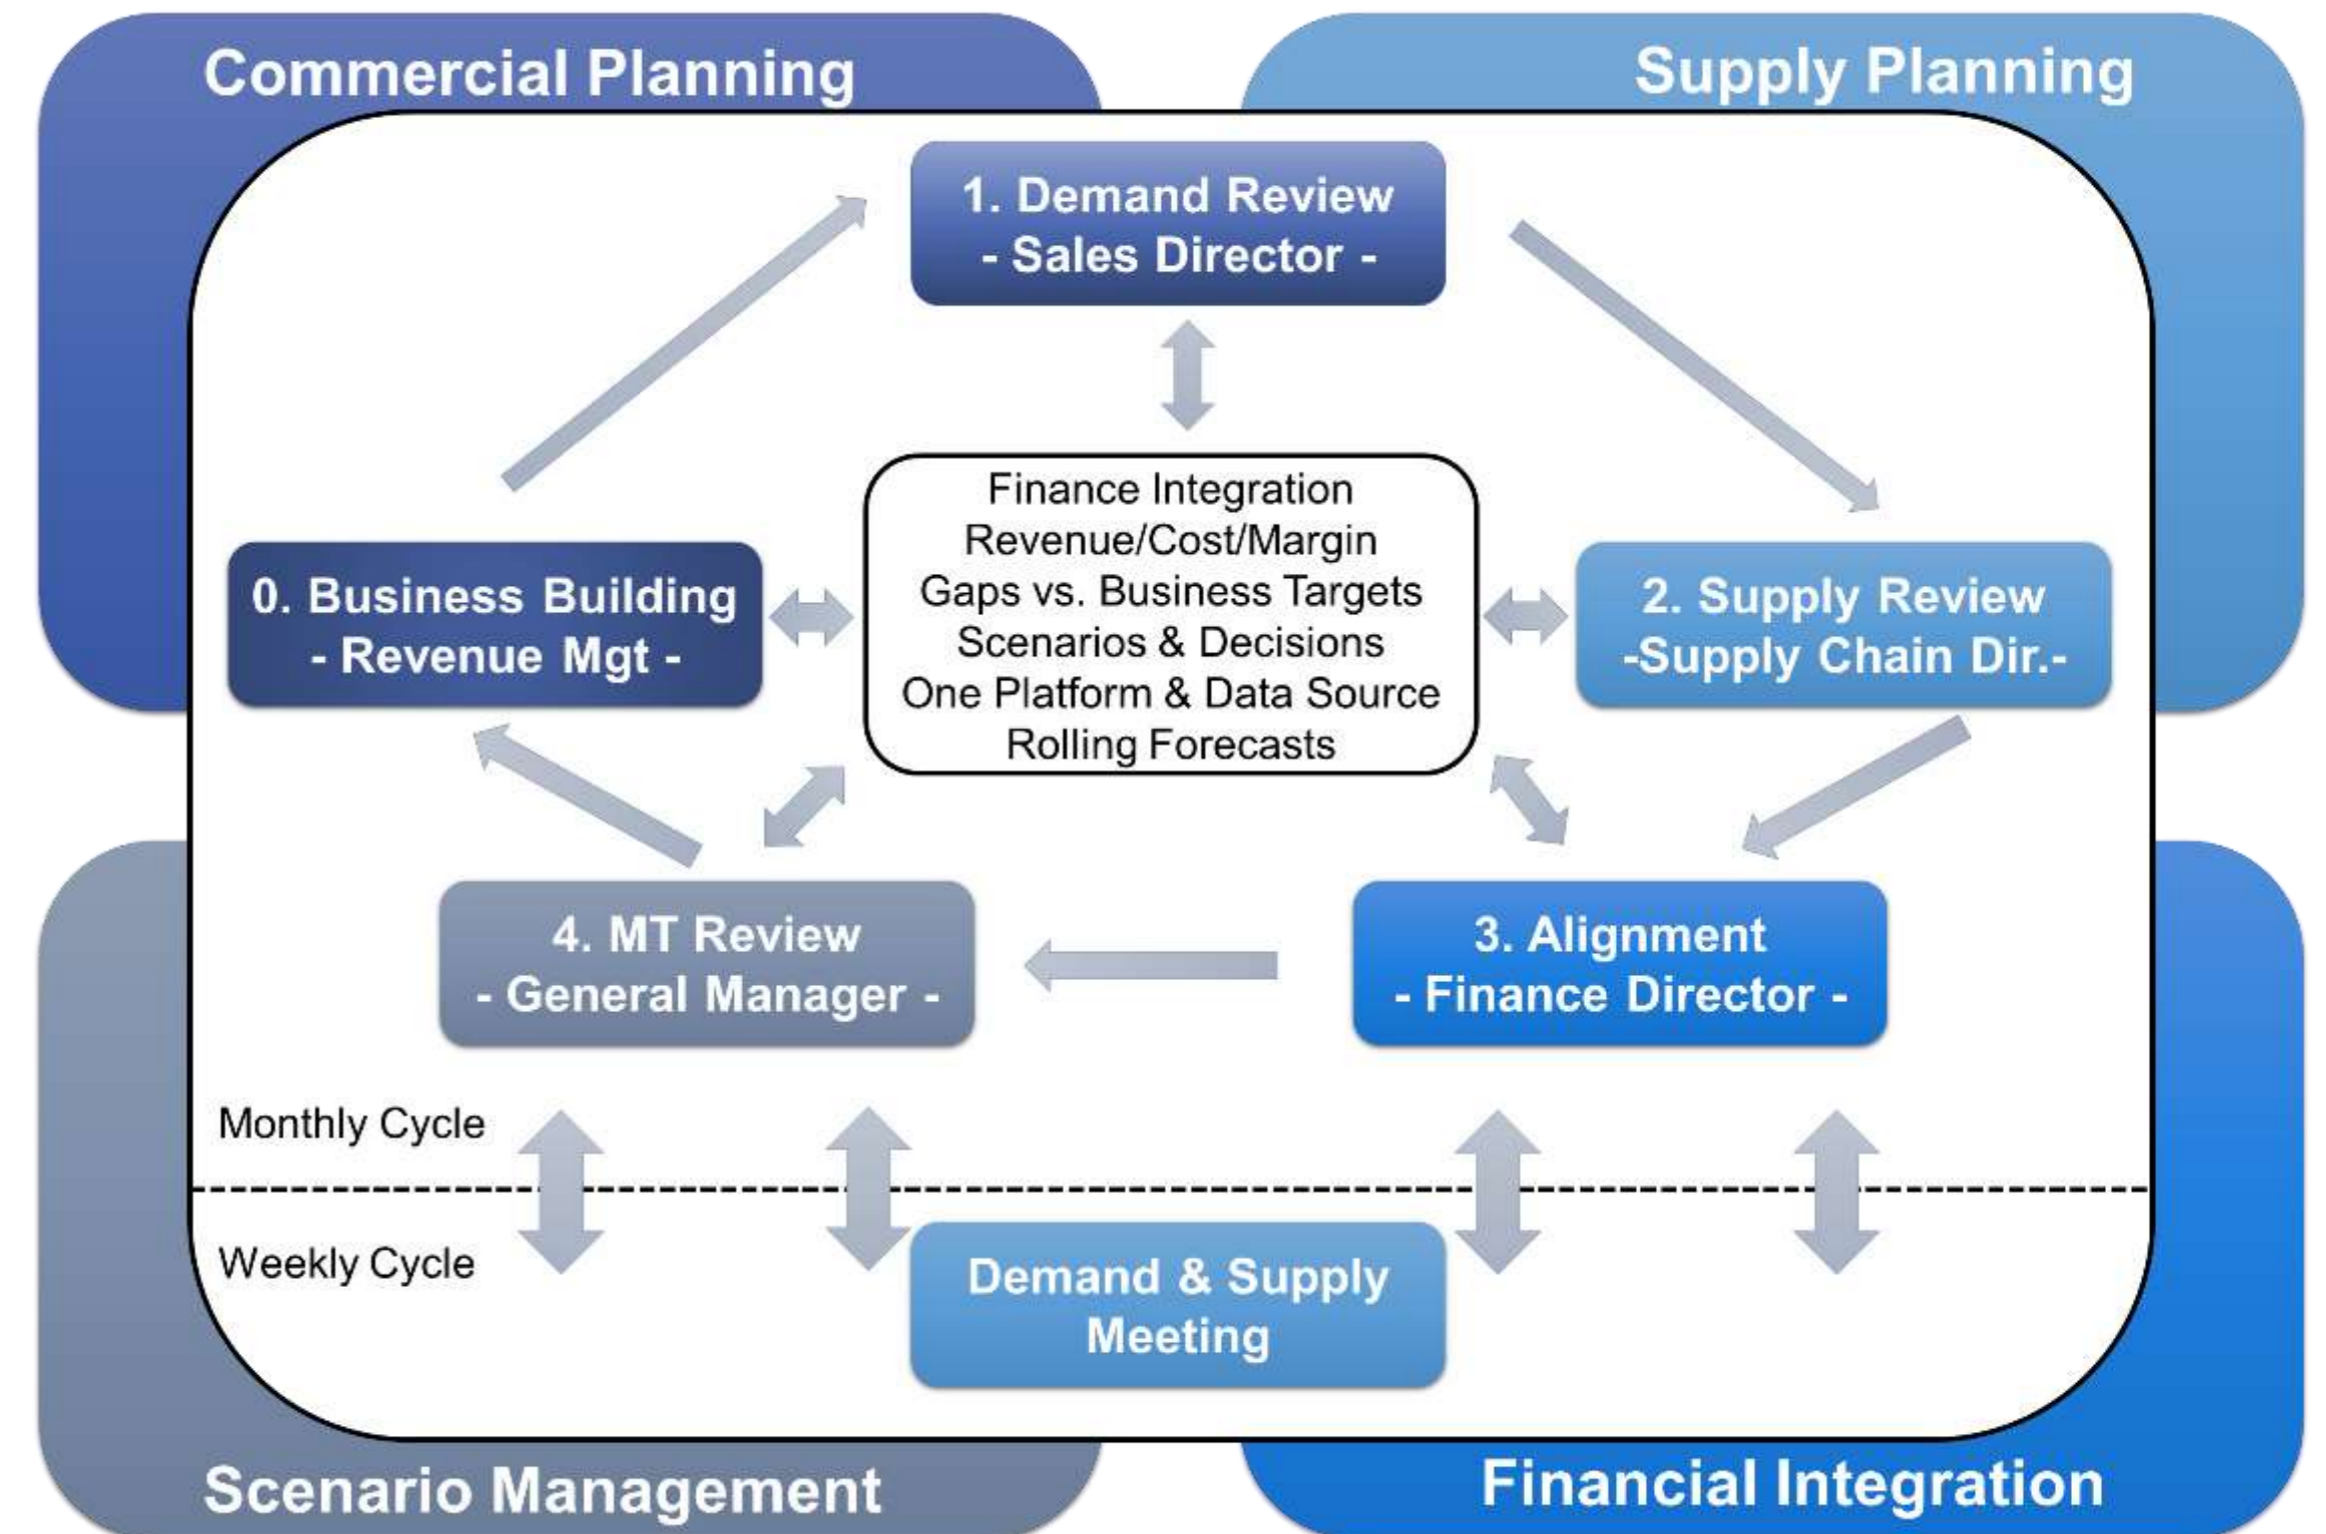 Commercial Planning
Supply Planning
1. Demand Review
- Sales Director -
Finance Integration
Revenue/Cost/Margin
Gaps vs. Business Targets
Scenarios & Decisions
One Platform & Data Source
Rolling Forecasts
0. Business Building
- Revenue Mgt -
2. Supply Review
-Supply Chain Dir.-
4. MT Review
- General Manager -
3. Alignment
- Finance Director -
Monthly Cycle
Weekly Cycle
Demand & Supply
Meeting
Scenario Management
Financial Integration